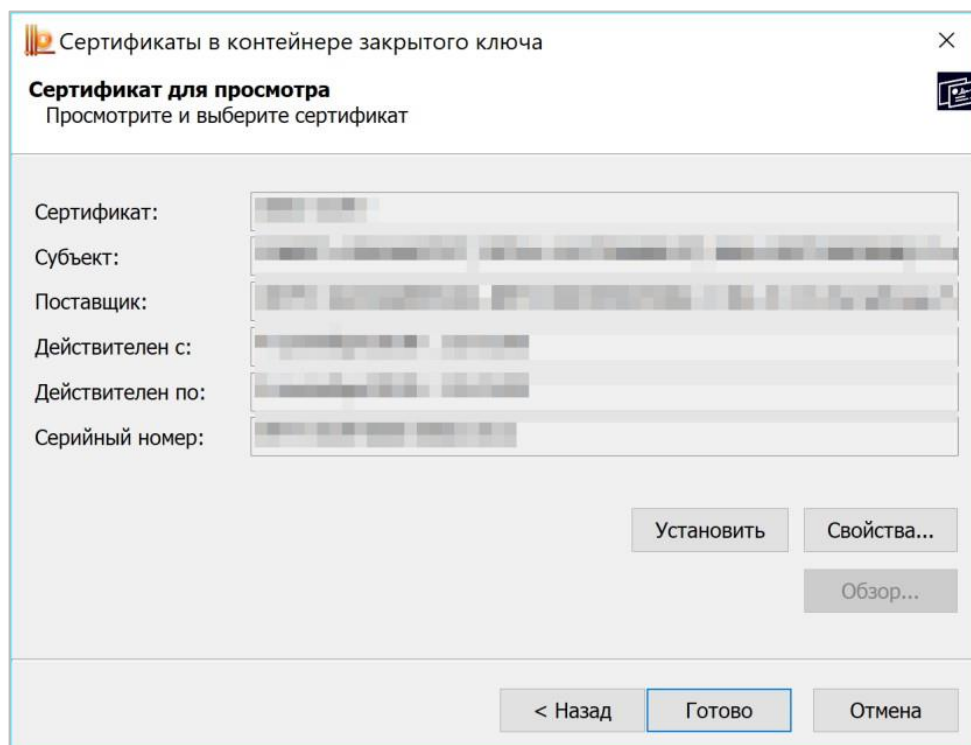 Сертификаты в контейнере закрытого ключа
Сертификат для просмотра
Просмотрите и выберите сертификат
Сертификат:
Субъект:
Поставщик:
Действителен с:
Действителен по:
Серийный номер:
Установить Свойства...
Обзор...
< Назад Готово Отмена